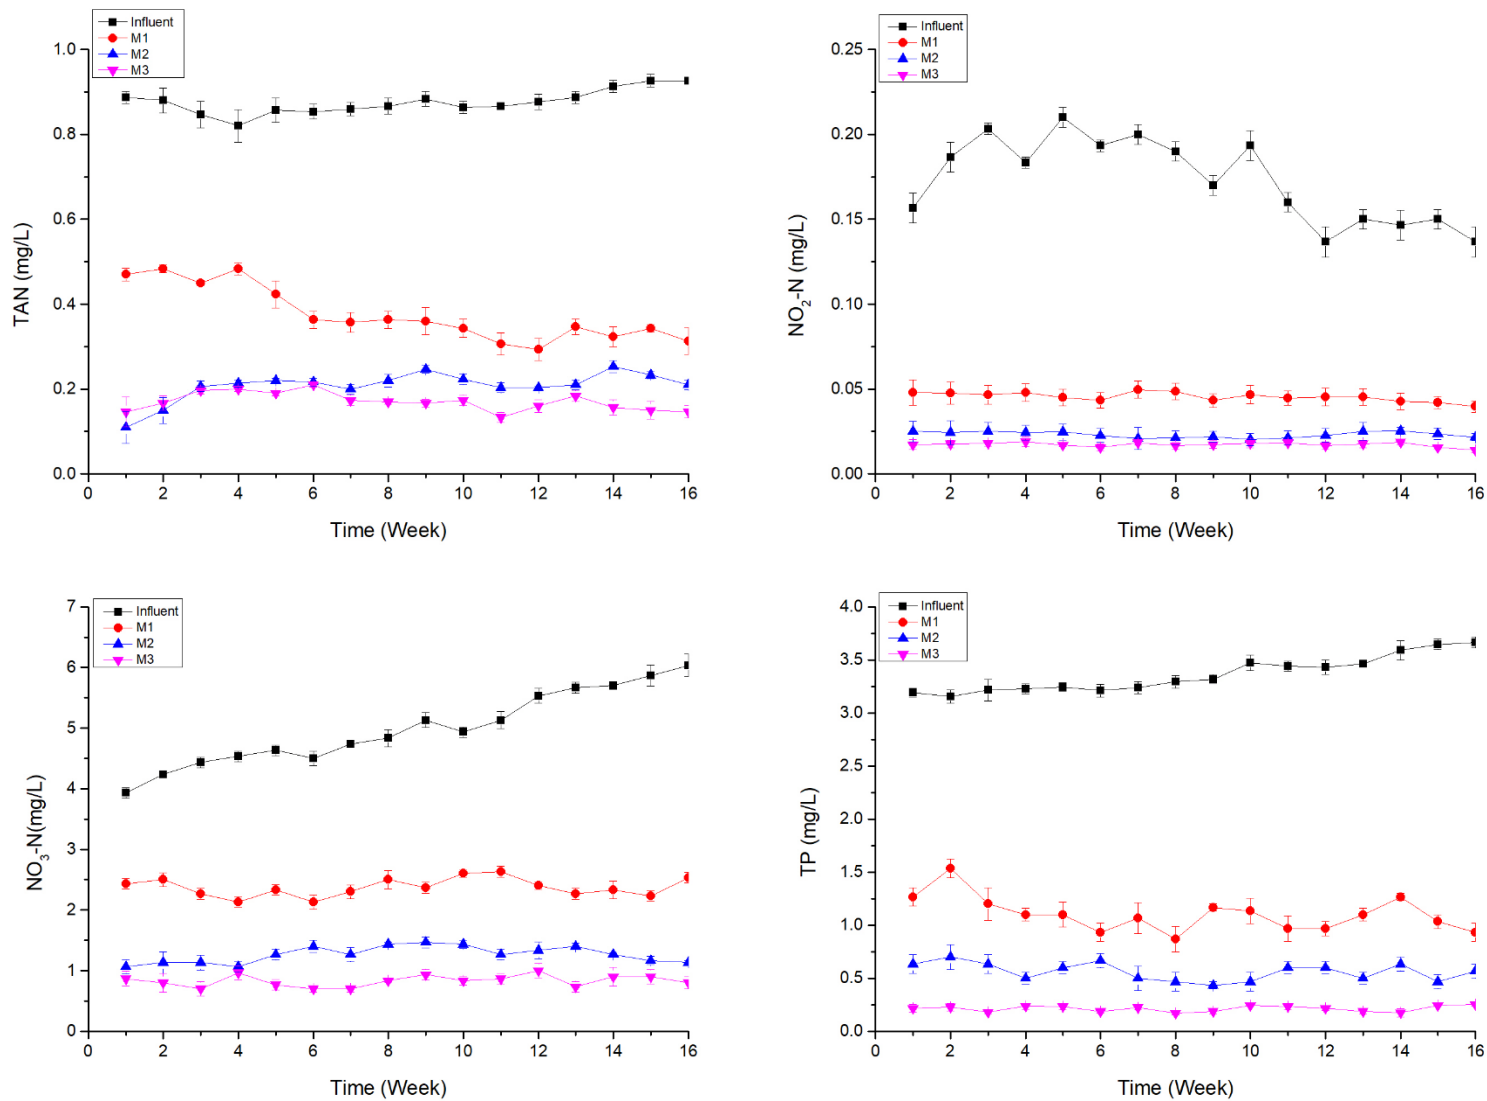 Influent
M1
M2
M3
1.0
0.8
0.6
0.4
0.2
0.0
TAN (mg/L)
0 2 4 6 8 10 12 14 16
Time (Week)
Influent
M1
M2
M3
0.25
0.20
0.15
0.10
0.05
0.00
NO₂-N (mg/L)
0 2 4 6 8 10 12 14 16
Time (Week)
Influent
M1
M2
M3
7
6
5
4
3
2
1
0
NO₃-N(mg/L)
0 2 4 6 8 10 12 14 16
Time (Week)
Influent
M1
M2
M3
4.0
3.5
3.0
2.5
2.0
1.5
1.0
0.5
0.0
TP (mg/L)
0 2 4 6 8 10 12 14 16
Time (Week)